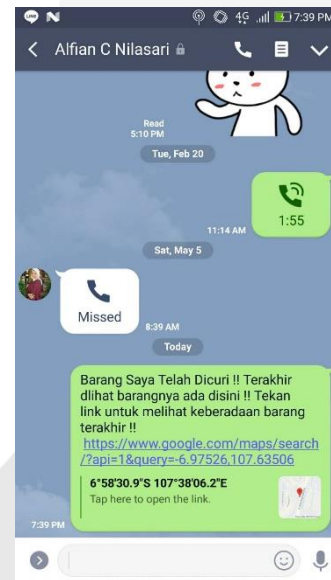 LINE N 4G 7:39 PM
Alfian C Nilasari
Read
5:10 PM
Tue, Feb 20
1:55
11:14 AM
Sat, May 5
Missed
8:39 AM
Today
Barang Saya Telah Dicuri !! Terakhir
dlihat barangnya ada disini !! Tekan
link untuk melihat keberadaan barang
terakhir !!
https://www.google.com/maps/search
/?api=1&query=-6.97526,107.63506
6°58'30.9"S 107°38'06.2"E
Tap here to open the link.
7:39 PM